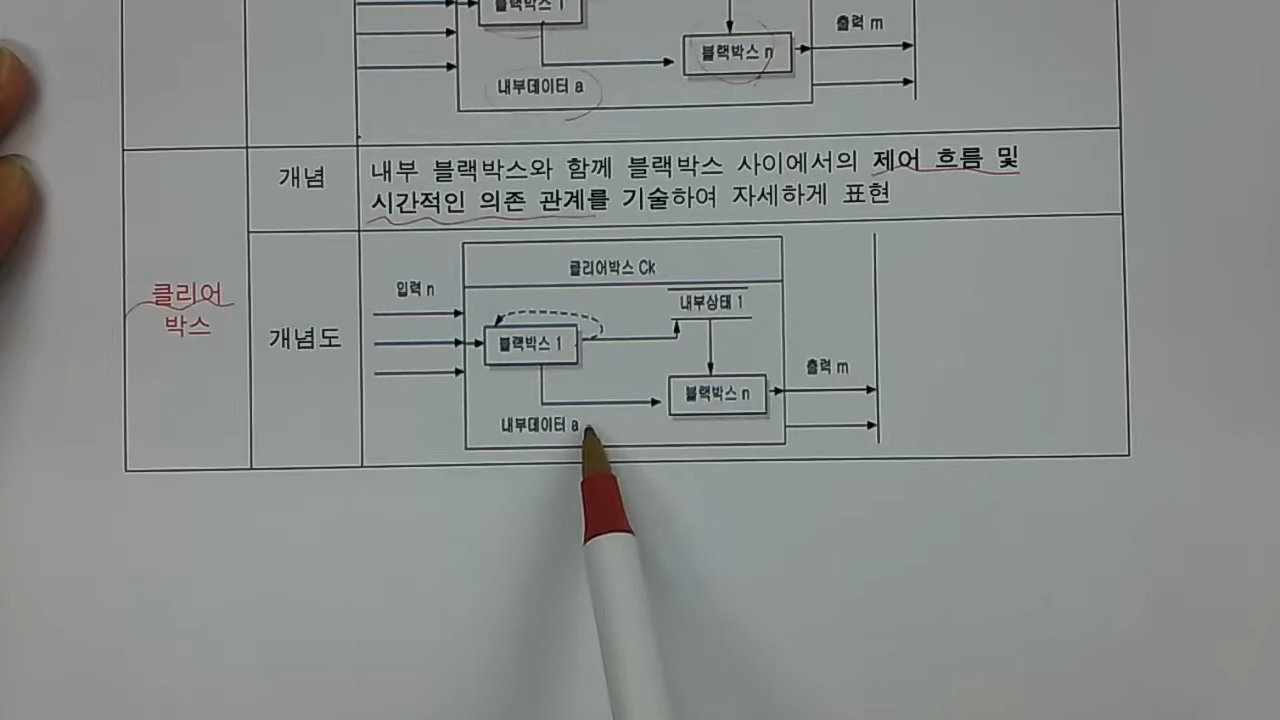 블랙박스 1
출력 m
블랙박스 n
내부데이터 a
개념
내부 블랙박스와 함께 블랙박스 사이에서의 제어 흐름 및
시간적인 의존 관계를 기술하여 자세하게 표현
클리어
박스
개념도
클리어박스 Ck
입력 n
내부상태 1
블랙박스 1
출력 m
블랙박스 n
내부데이터 a